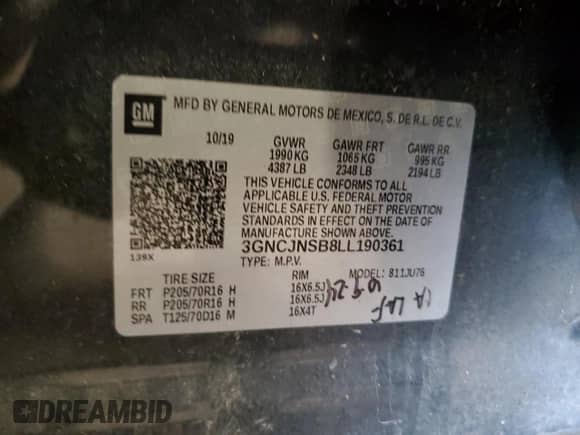 GM
MFD BY GENERAL MOTORS DE MEXICO, S. DE R.L. DE C.V.
10/19 GVWR GAWR FRT GAWR RR
1990 KG 1065 KG 995 KG
4387 LB 2348 LB 2194 LB
THIS VEHICLE CONFORMS TO ALL
APPLICABLE U.S. FEDERAL MOTOR
VEHICLE SAFETY AND THEFT PREVENTION
STANDARDS IN EFFECT ON THE DATE OF
MANUFACTURE SHOWN ABOVE.
3GNCJNSB8LL190361
139X
TYPE: M.P.V. MODEL: 811JU76
TIRE SIZE RIM
FRT P205/70R16 H 16X6.5J
RR P205/70R16 H 16X6.5J
SPA T125/70D16 M 16X4T
DREAMBID